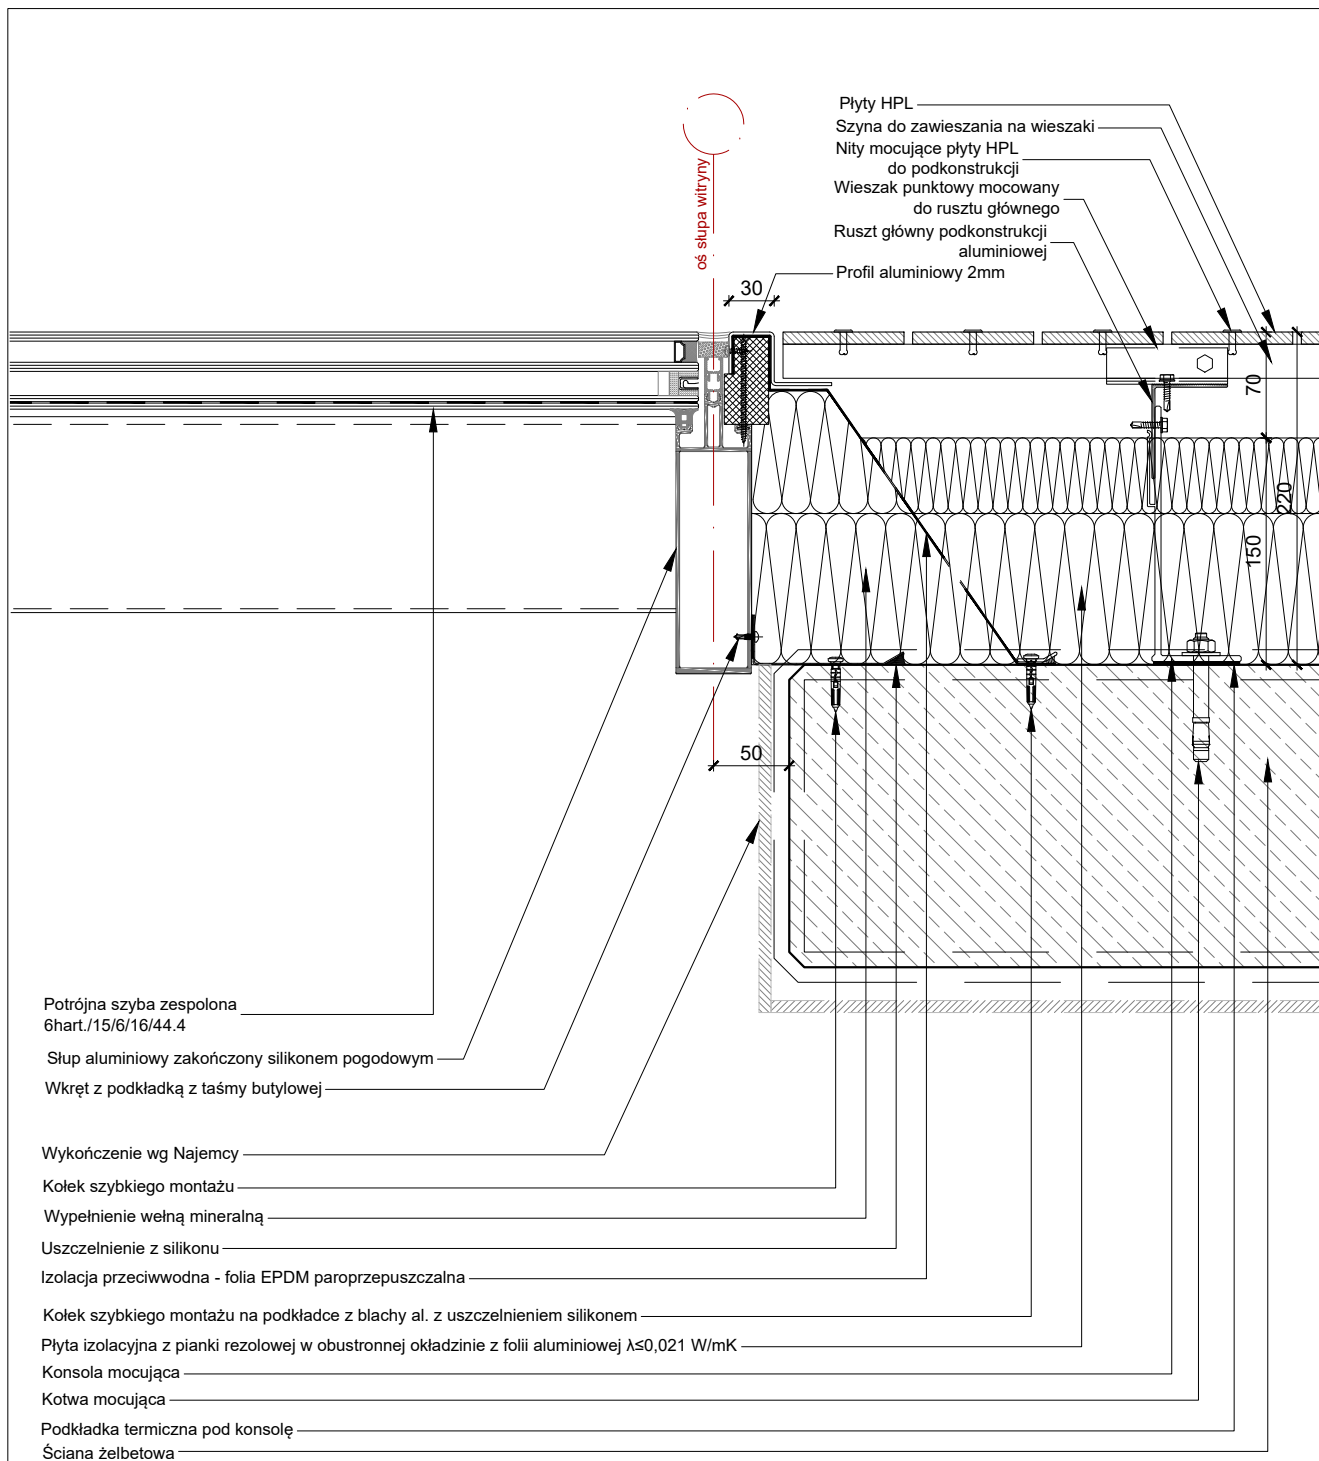 Płyty HPL
Szyna do zawieszania na wieszaki
Nity mocujące płyty HPL
do podkonstrukcji
Wieszak punktowy mocowany
do rusztu głównego
Ruszt główny podkonstrukcji
aluminiowej
Profil aluminiowy 2mm
oś słupa witryny
30
70
220
150
50
Potrójna szyba zespolona
6hart./15/6/16/44.4
Słup aluminiowy zakończony silikonem pogodowym
Wkręt z podkładką z taśmy butylowej
Wykończenie wg Najemcy
Kołek szybkiego montażu
Wypełnienie wełną mineralną
Uszczelnienie z silikonu
Izolacja przeciwwodna - folia EPDM paroprzepuszczalna
Kołek szybkiego montażu na podkładce z blachy al. z uszczelnieniem silikonem
Płyta izolacyjna z pianki rezolowej w obustronnej okładzinie z folii aluminiowej λ≤0,021 W/mK
Konsola mocująca
Kotwa mocująca
Podkładka termiczna pod konsolę
Ściana żelbetowa